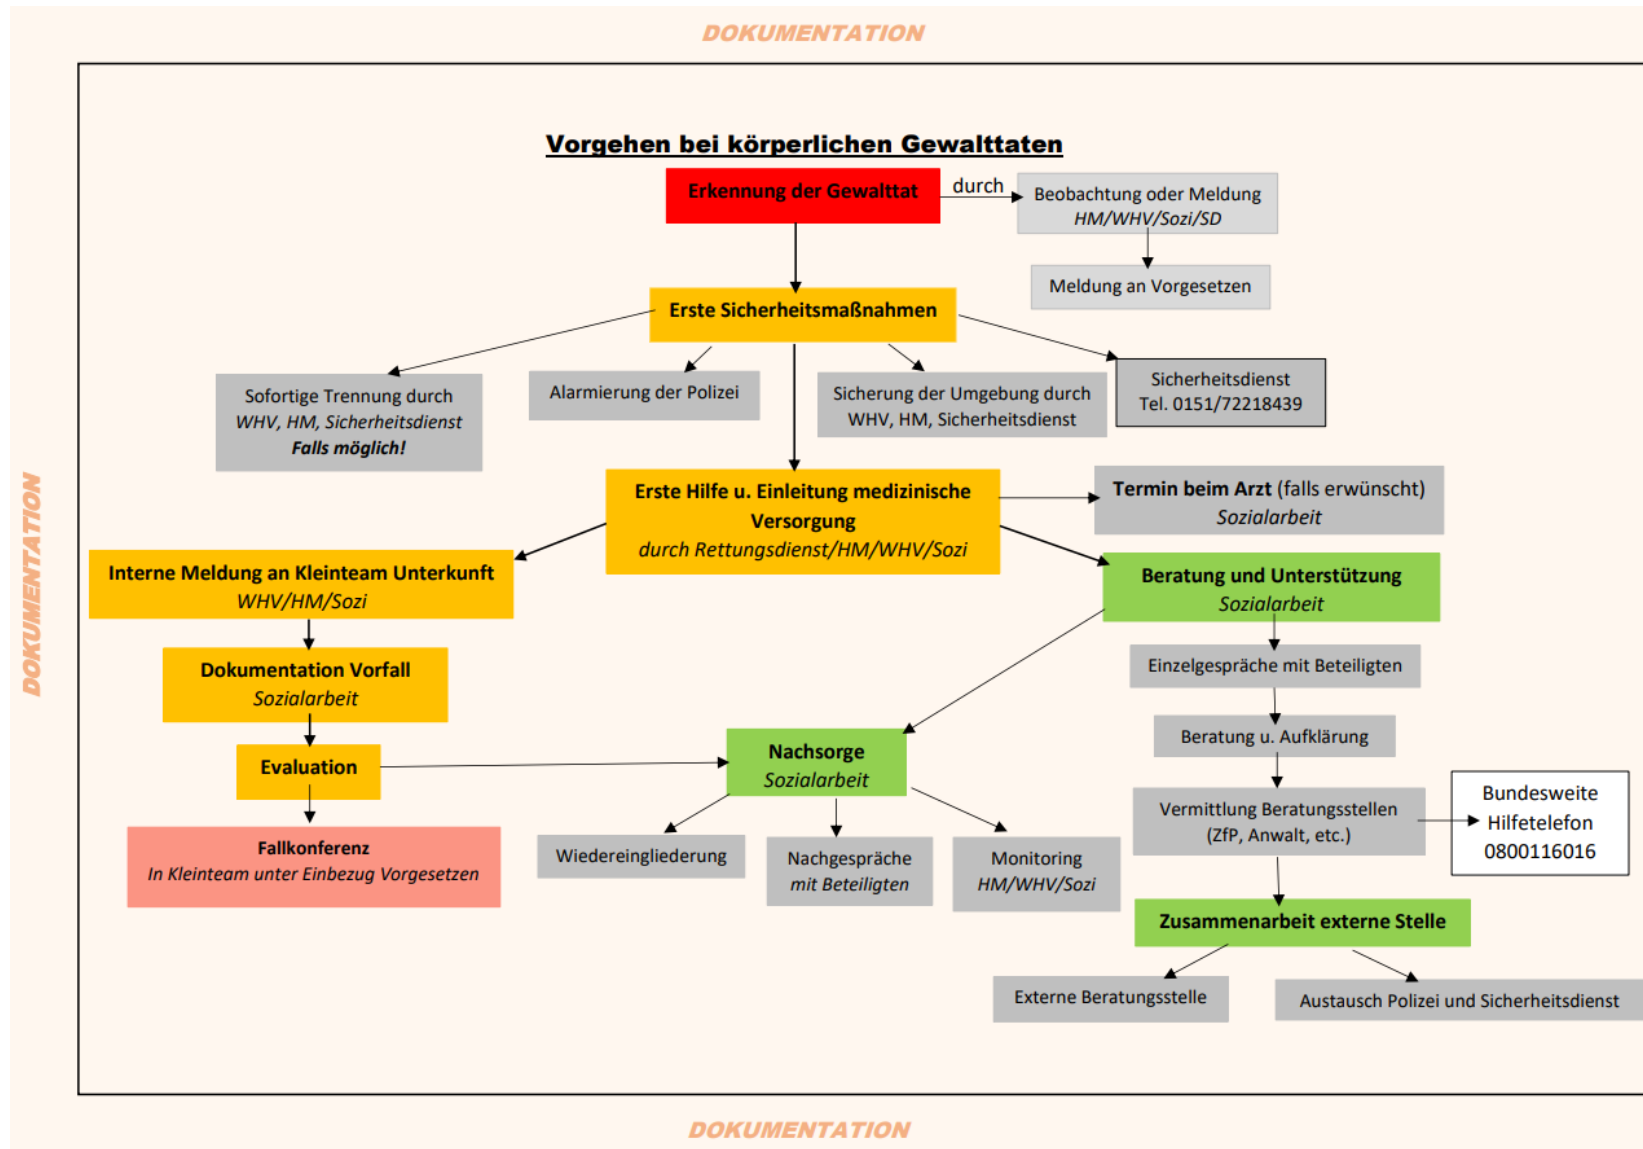 DOKUMENTATION
Vorgehen bei körperlichen Gewalttaten
Erkennung der Gewalttat
durch
Beobachtung oder Meldung
HM/WHV/Sozi/SD
Meldung an Vorgesetzen
Erste Sicherheitsmaßnahmen
Sofortige Trennung durch
WHV, HM, Sicherheitsdienst
Falls möglich!
Alarmierung der Polizei
Sicherung der Umgebung durch
WHV, HM, Sicherheitsdienst
Sicherheitsdienst
Tel. 0151/72218439
Erste Hilfe u. Einleitung medizinische
Versorgung
durch Rettungsdienst/HM/WHV/Sozi
Termin beim Arzt (falls erwünscht)
Sozialarbeit
Interne Meldung an Kleinteam Unterkunft
WHV/HM/Sozi
Beratung und Unterstützung
Sozialarbeit
DOKUMENTATION
Dokumentation Vorfall
Sozialarbeit
Einzelgespräche mit Beteiligten
Evaluation
Nachsorge
Sozialarbeit
Beratung u. Aufklärung
Vermittlung Beratungsstellen
(ZfP, Anwalt, etc.)
Bundesweite
Hilfetelefon
0800116016
Fallkonferenz
In Kleinteam unter Einbezug Vorgesetzen
Wiedereingliederung
Nachgespräche
mit Beteiligten
Monitoring
HM/WHV/Sozi
Zusammenarbeit externe Stelle
Externe Beratungsstelle
Austausch Polizei und Sicherheitsdienst
DOKUMENTATION